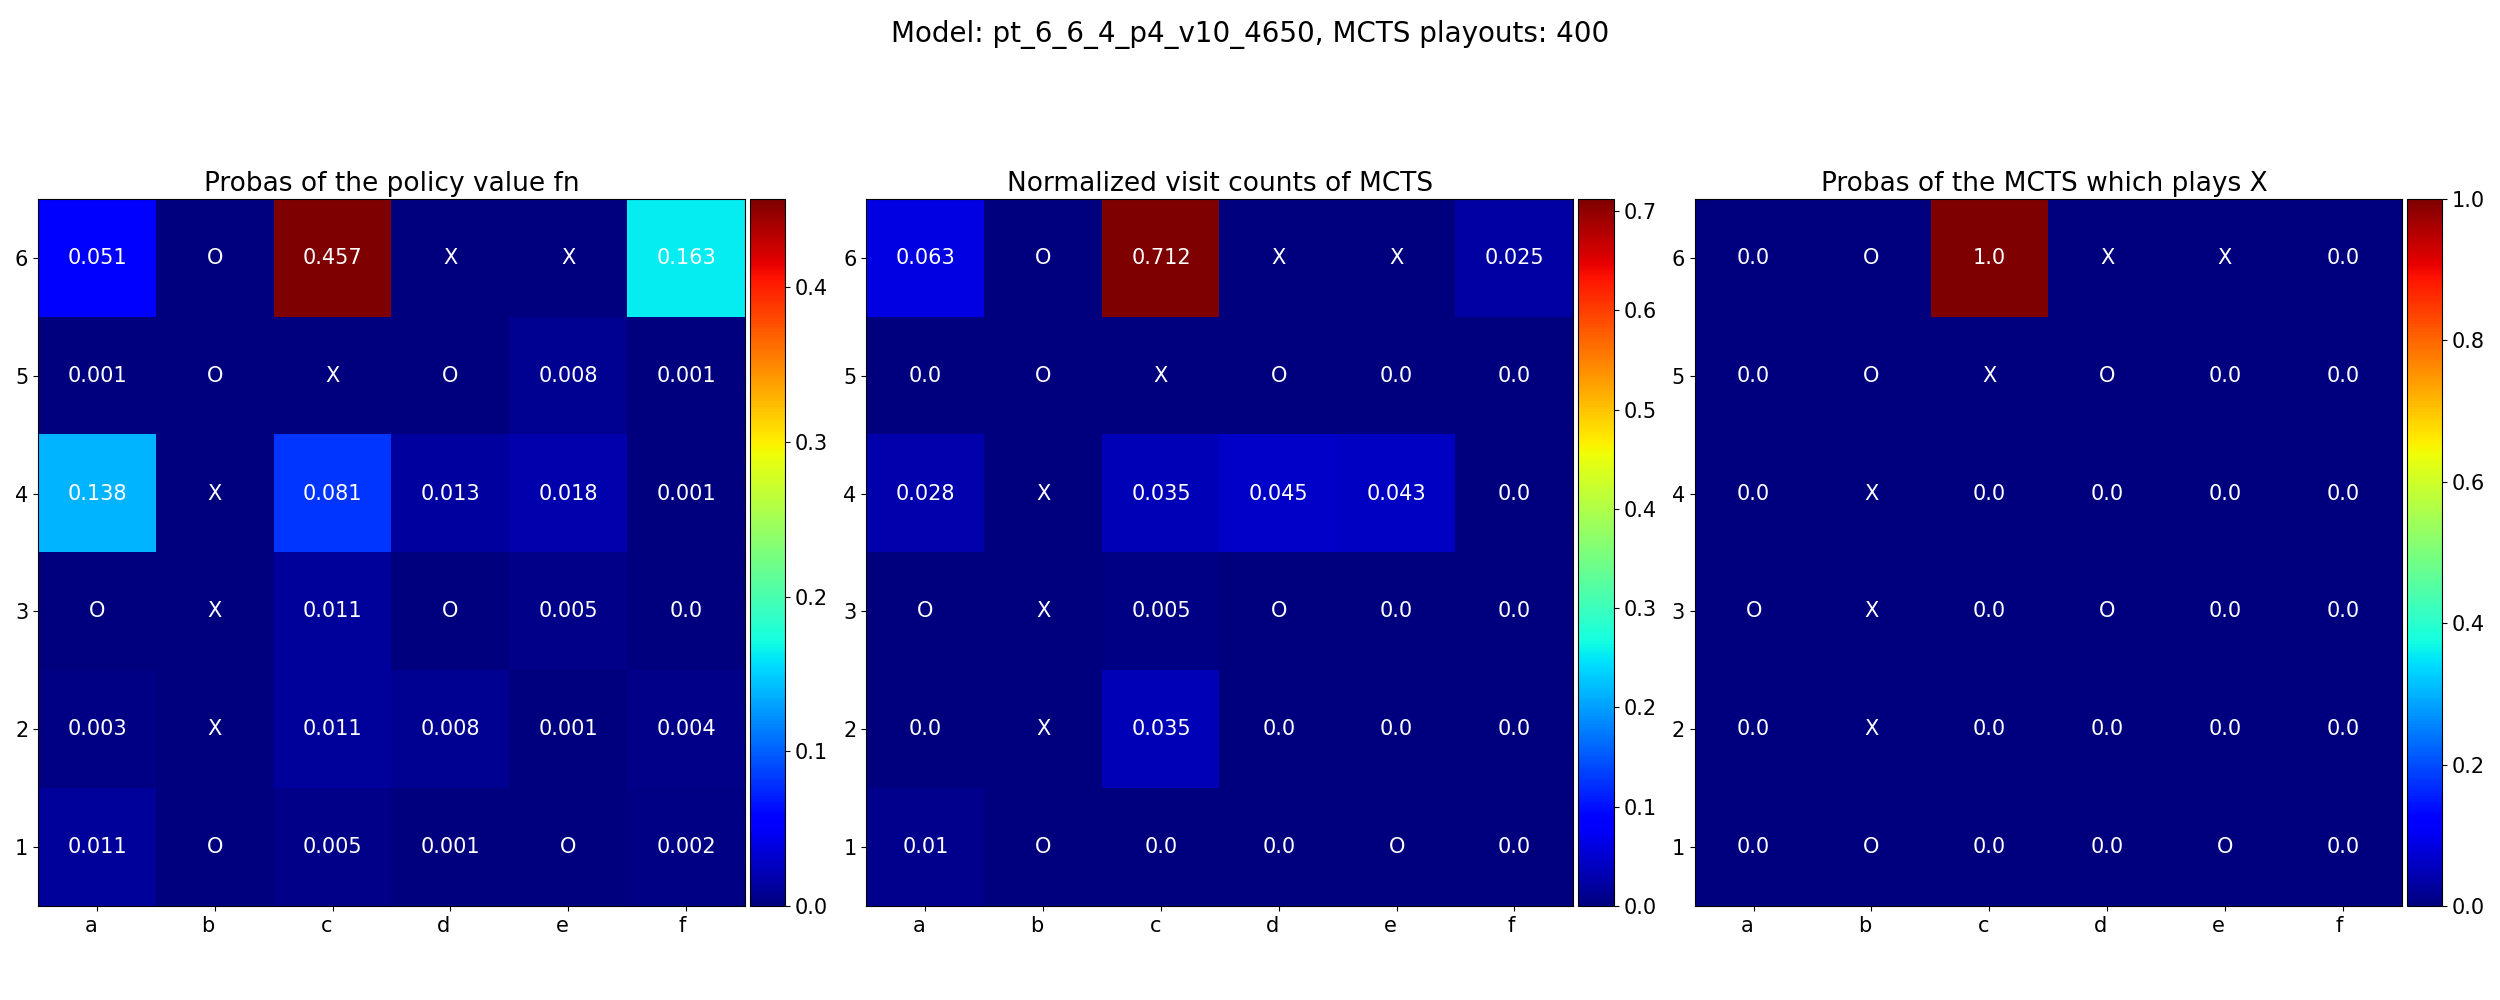 Model: pt_6_6_4_p4_v10_4650, MCTS playouts: 400
Probas of the policy value fn
6 0.051 O 0.457 X X 0.163
5 0.001 O X O 0.008 0.001
4 0.138 X 0.081 0.013 0.018 0.001
3 O X 0.011 O 0.005 0.0
2 0.003 X 0.011 0.008 0.001 0.004
1 0.011 O 0.005 0.001 O 0.002
a b c d e f
0.4
0.3
0.2
0.1
0.0
Normalized visit counts of MCTS
6 0.063 O 0.712 X X 0.025
5 0.0 O X O 0.0 0.0
4 0.028 X 0.035 0.045 0.043 0.0
3 O X 0.005 O 0.0 0.0
2 0.0 X 0.035 0.0 0.0 0.0
1 0.01 O 0.0 0.0 O 0.0
a b c d e f
0.7
0.6
0.5
0.4
0.3
0.2
0.1
0.0
Probas of the MCTS which plays X
6 0.0 O 1.0 X X 0.0
5 0.0 O X O 0.0 0.0
4 0.0 X 0.0 0.0 0.0 0.0
3 O X 0.0 O 0.0 0.0
2 0.0 X 0.0 0.0 0.0 0.0
1 0.0 O 0.0 0.0 O 0.0
a b c d e f
1.0
0.8
0.6
0.4
0.2
0.0